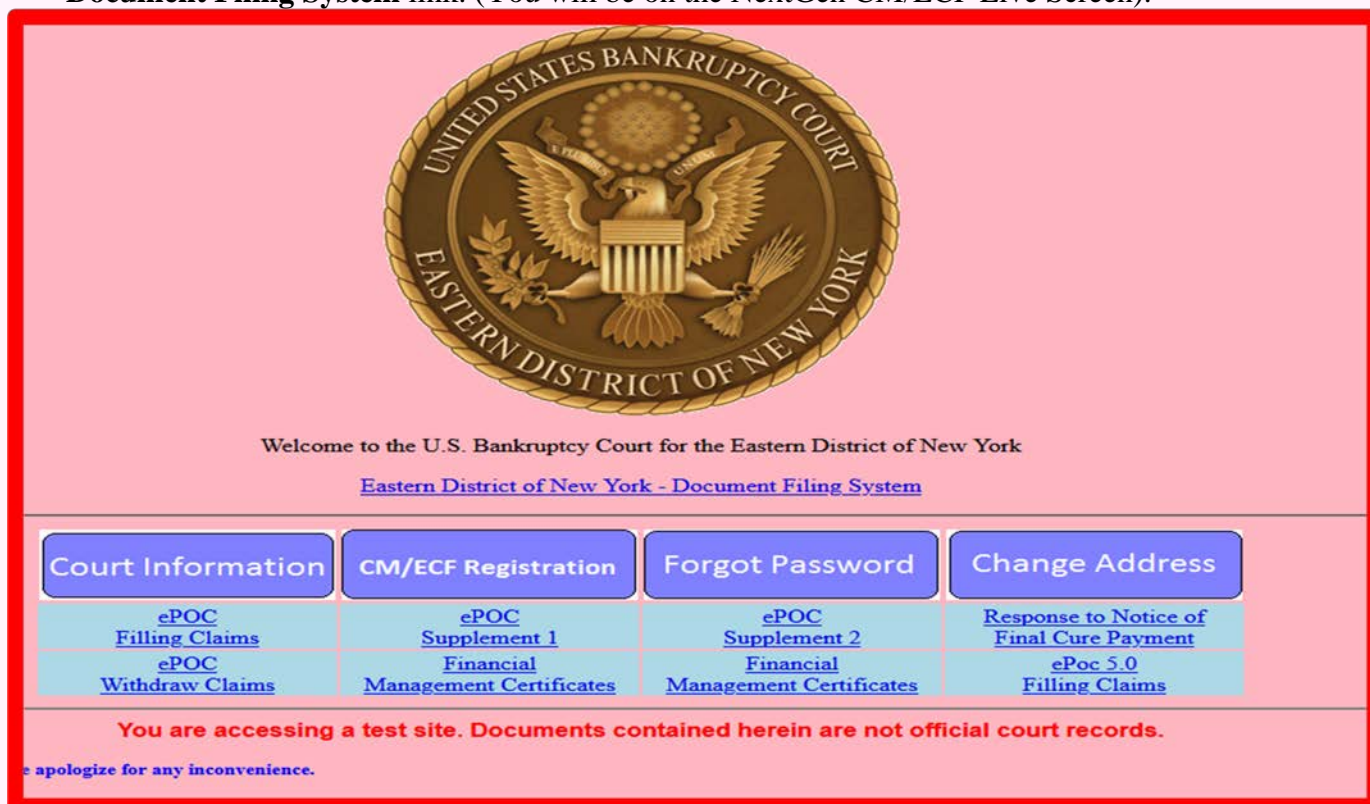 Document Filing System link. (You will be on the NextGen CM/ECF Live Screen).
UNITED STATES BANKRUPTCY COURT
E PLURIBUS UNUM
EASTERN DISTRICT OF NEW YORK
Welcome to the U.S. Bankruptcy Court for the Eastern District of New York
Eastern District of New York - Document Filing System
Court Information CM/ECF Registration Forgot Password Change Address
ePOC ePOC ePOC Response to Notice of
Filling Claims Supplement 1 Supplement 2 Final Cure Payment
ePOC Financial Financial ePoc 5.0
Withdraw Claims Management Certificates Management Certificates Filling Claims
You are accessing a test site. Documents contained herein are not official court records.
e apologize for any inconvenience.